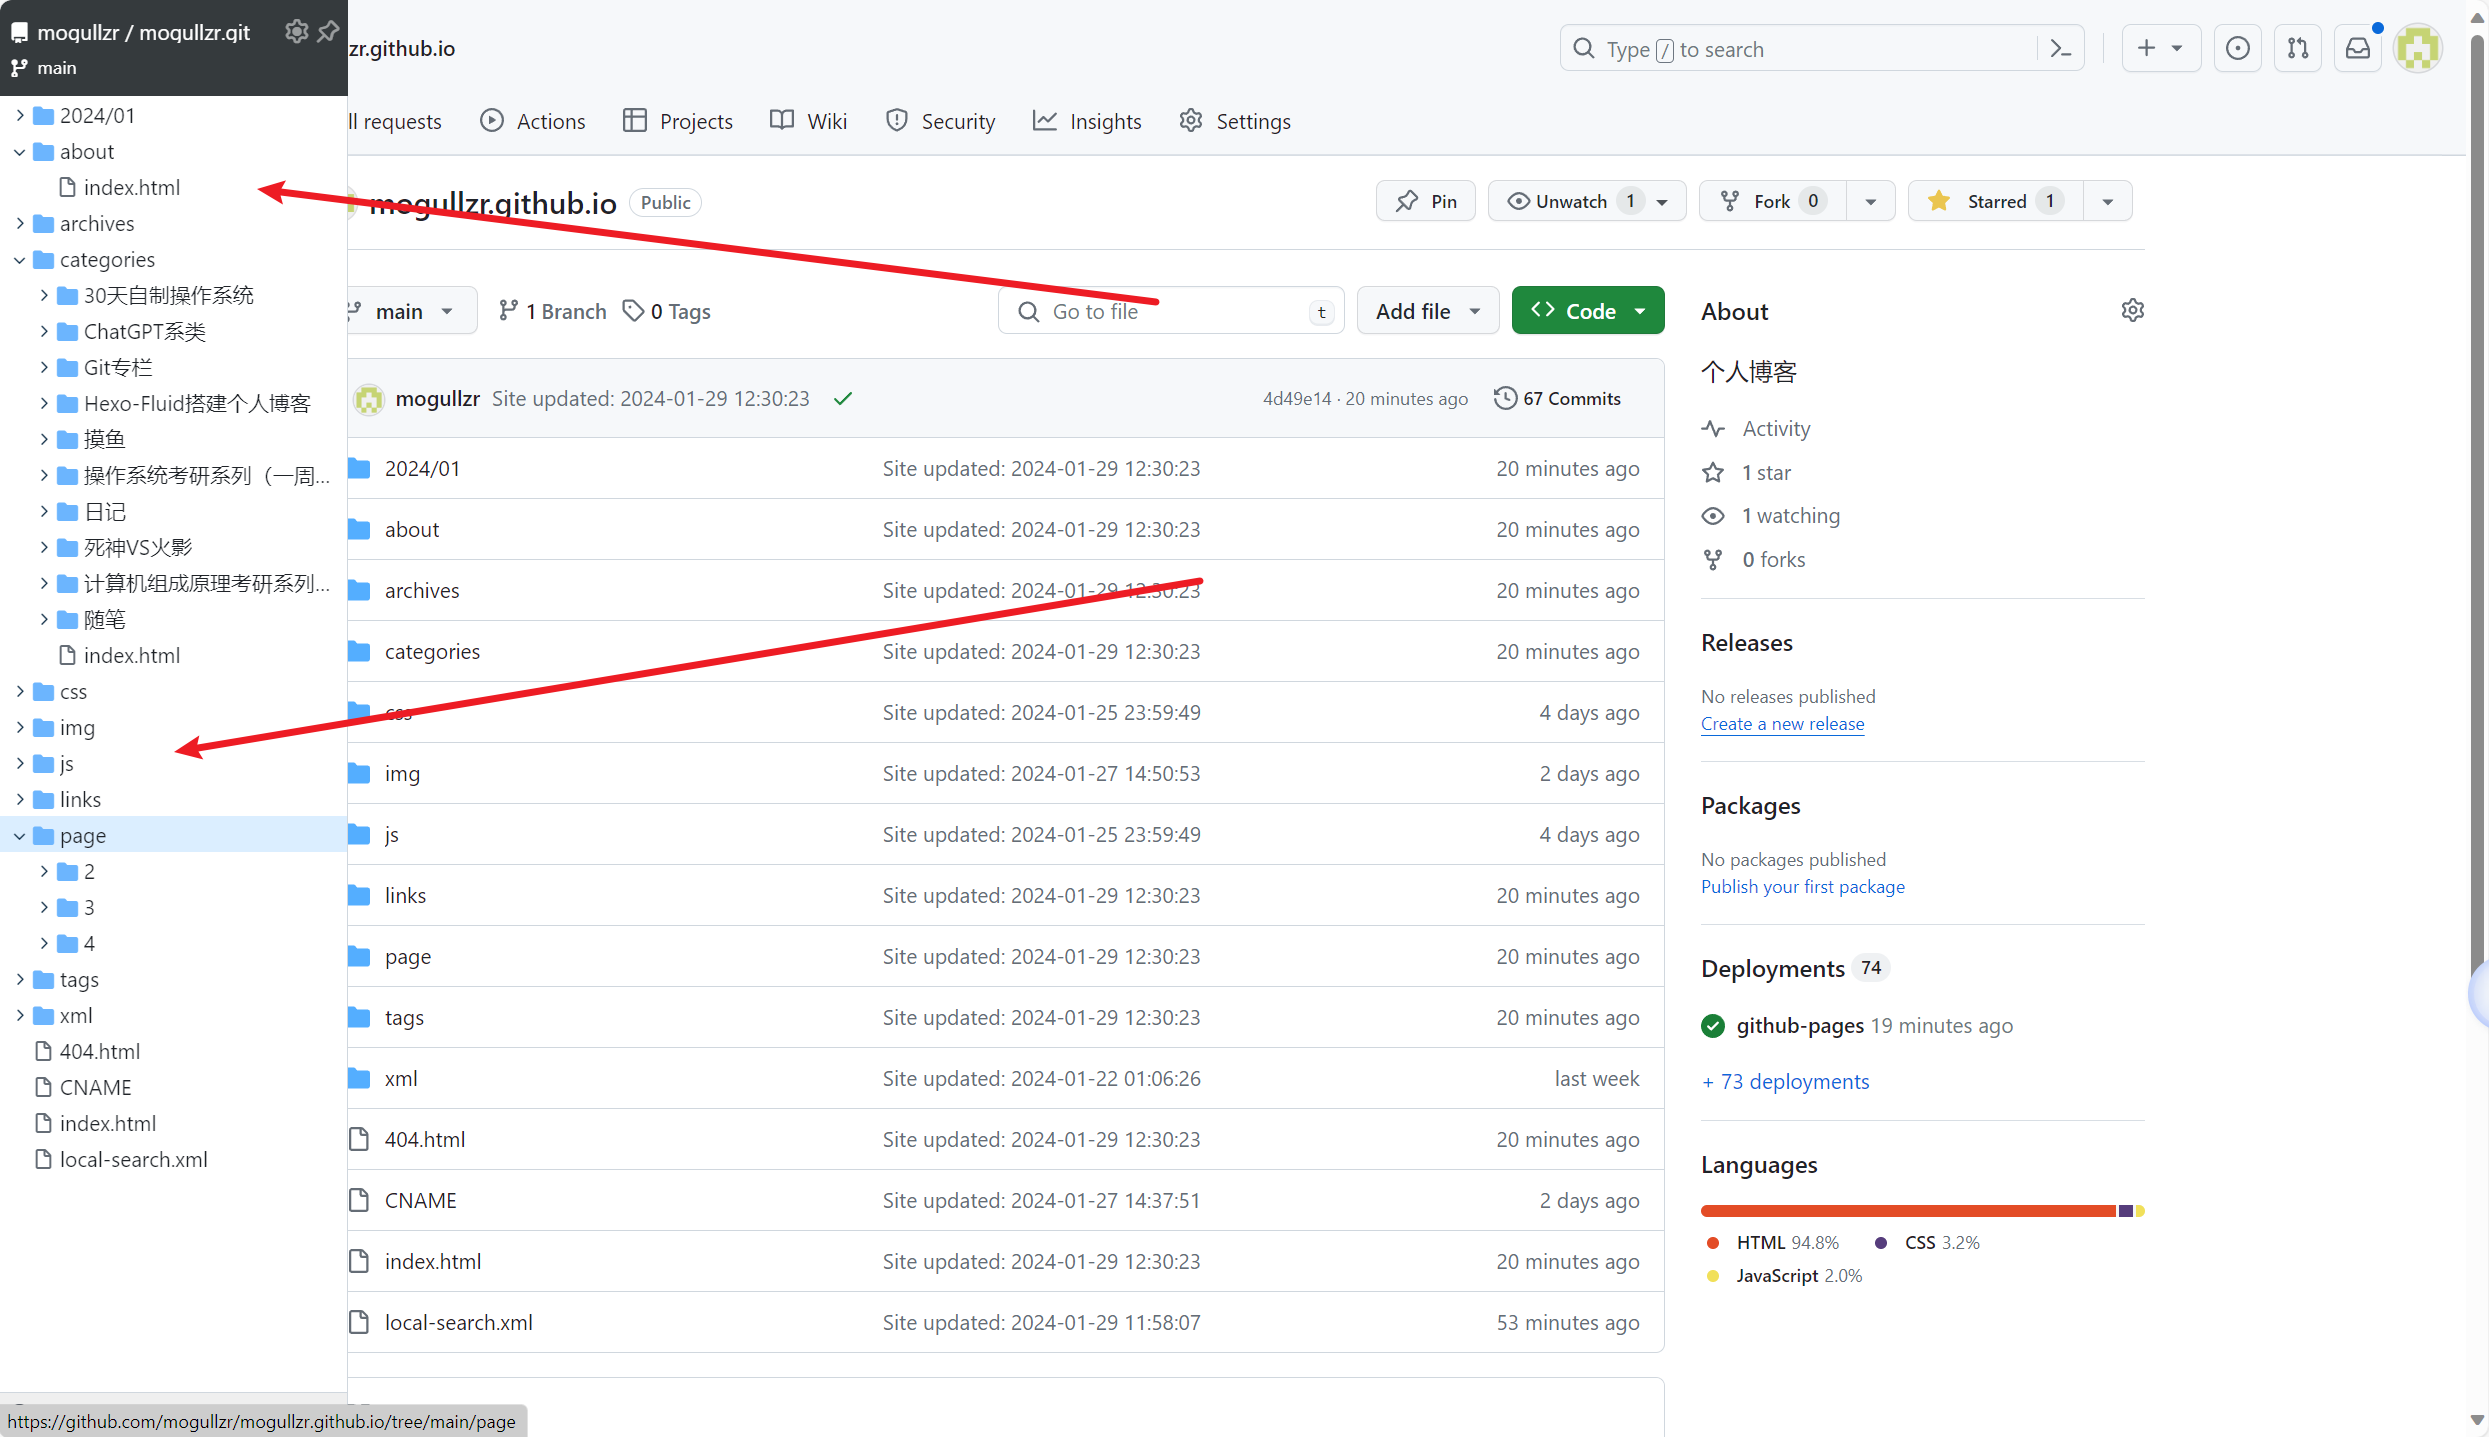 mogullzr / mogullzr.git
main
2024/01
about
index.html
archives
categories
30天自制操作系统
ChatGPT系类
Git专栏
Hexo-Fluid搭建个人博客
摸鱼
操作系统考研系列（一周...
日记
死神VS火影
计算机组成原理考研系列...
随笔
index.html
css
img
js
links
page
2
3
4
tags
xml
404.html
CNAME
index.html
local-search.xml
https://github.com/mogullzr/mogullzr.github.io/tree/main/page
zr.github.io
Type / to search
ll requests
Actions
Projects
Wiki
Security
Insights
Settings
mogullzr.github.io
Public
Pin
Unwatch 1
Fork 0
Starred 1
main
1 Branch
0 Tags
Go to file
t
Add file
Code
mogullzr Site updated: 2024-01-29 12:30:23
4d49e14 · 20 minutes ago
67 Commits
2024/01 Site updated: 2024-01-29 12:30:23 20 minutes ago
about Site updated: 2024-01-29 12:30:23 20 minutes ago
archives Site updated: 2024-01-29 12:30:23 20 minutes ago
categories Site updated: 2024-01-29 12:30:23 20 minutes ago
css Site updated: 2024-01-25 23:59:49 4 days ago
img Site updated: 2024-01-27 14:50:53 2 days ago
js Site updated: 2024-01-25 23:59:49 4 days ago
links Site updated: 2024-01-29 12:30:23 20 minutes ago
page Site updated: 2024-01-29 12:30:23 20 minutes ago
tags Site updated: 2024-01-29 12:30:23 20 minutes ago
xml Site updated: 2024-01-22 01:06:26 last week
404.html Site updated: 2024-01-29 12:30:23 20 minutes ago
CNAME Site updated: 2024-01-27 14:37:51 2 days ago
index.html Site updated: 2024-01-29 12:30:23 20 minutes ago
local-search.xml Site updated: 2024-01-29 11:58:07 53 minutes ago
About
个人博客
Activity
1 star
1 watching
0 forks
Releases
No releases published
Create a new release
Packages
No packages published
Publish your first package
Deployments 74
github-pages 19 minutes ago
+ 73 deployments
Languages
HTML 94.8%
CSS 3.2%
JavaScript 2.0%